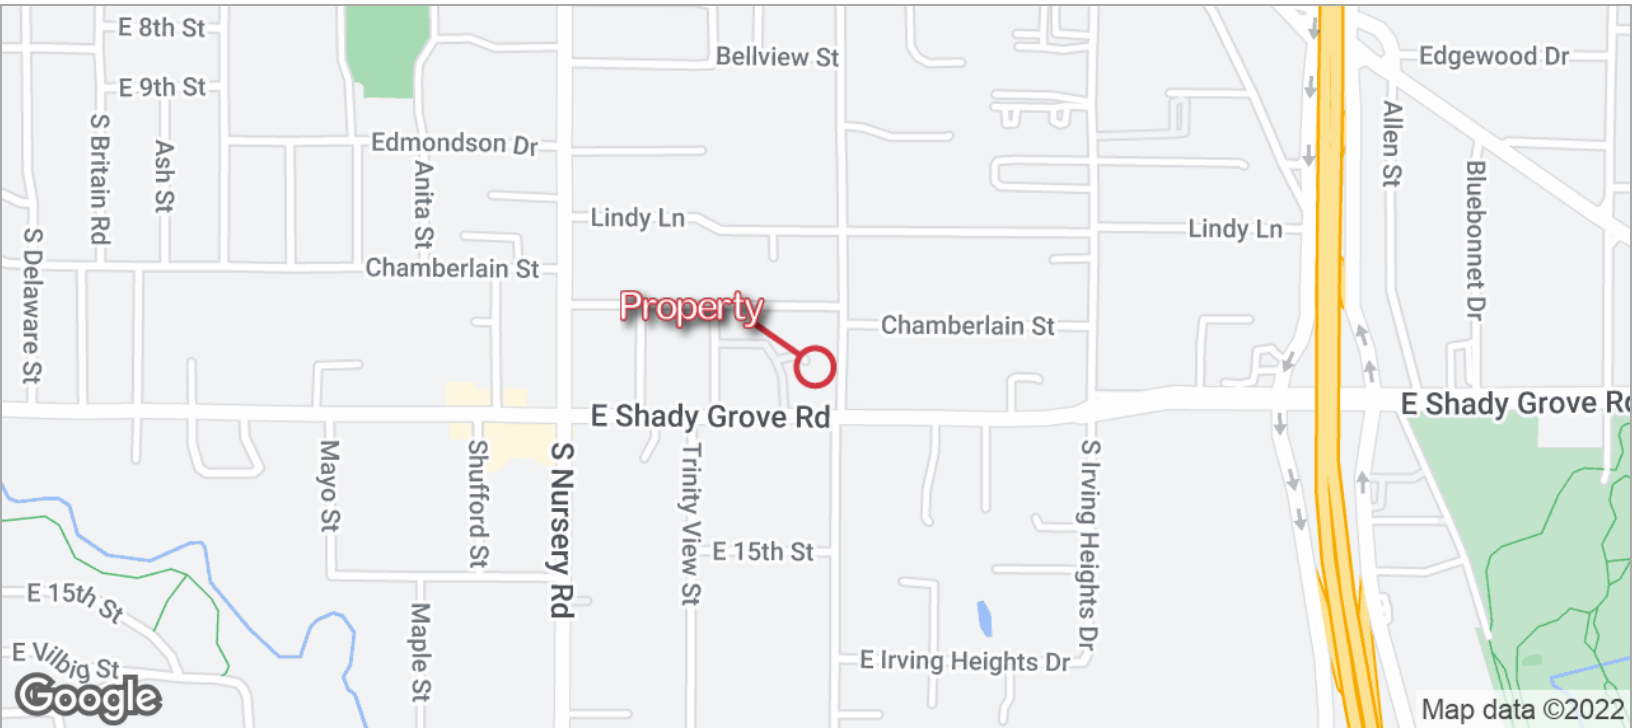 E 8th St
Bellview St
Edgewood Dr
E 9th St
S Britain Rd
Ash St
Edmondson Dr
Anita St
Allen St
Bluebonnet Dr
Lindy Ln
Lindy Ln
S Delaware St
Chamberlain St
Property
Chamberlain St
E Shady Grove Rd
E Shady Grove Rd
Mayo St
Shufford St
S Nursery Rd
Trinity View St
S Irving Heights Dr
E 15th St
E 15th St
Maple St
E Vilbig St
E Irving Heights Dr
Google
Map data ©2022